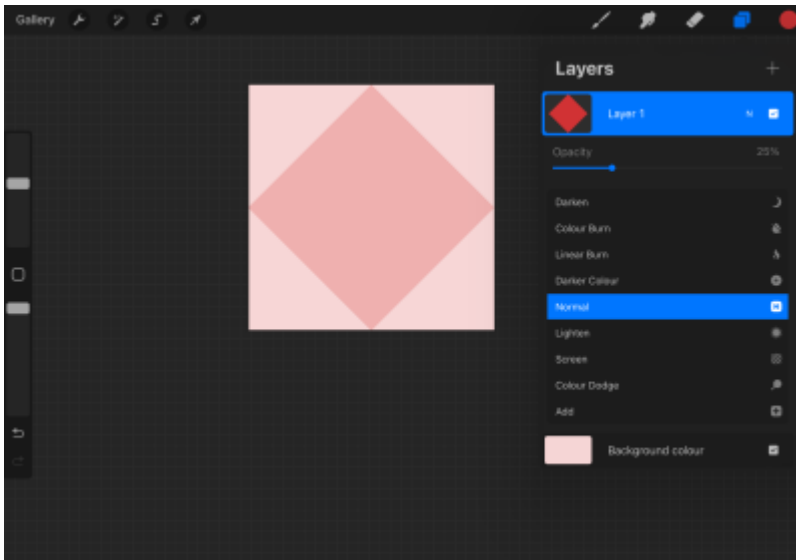 Gallery
Layers
Layer 1 N
Opacity 25%
Darken
Colour Burn
Linear Burn
Darker Colour
Normal
Lighten
Screen
Colour Dodge
Add
Background colour